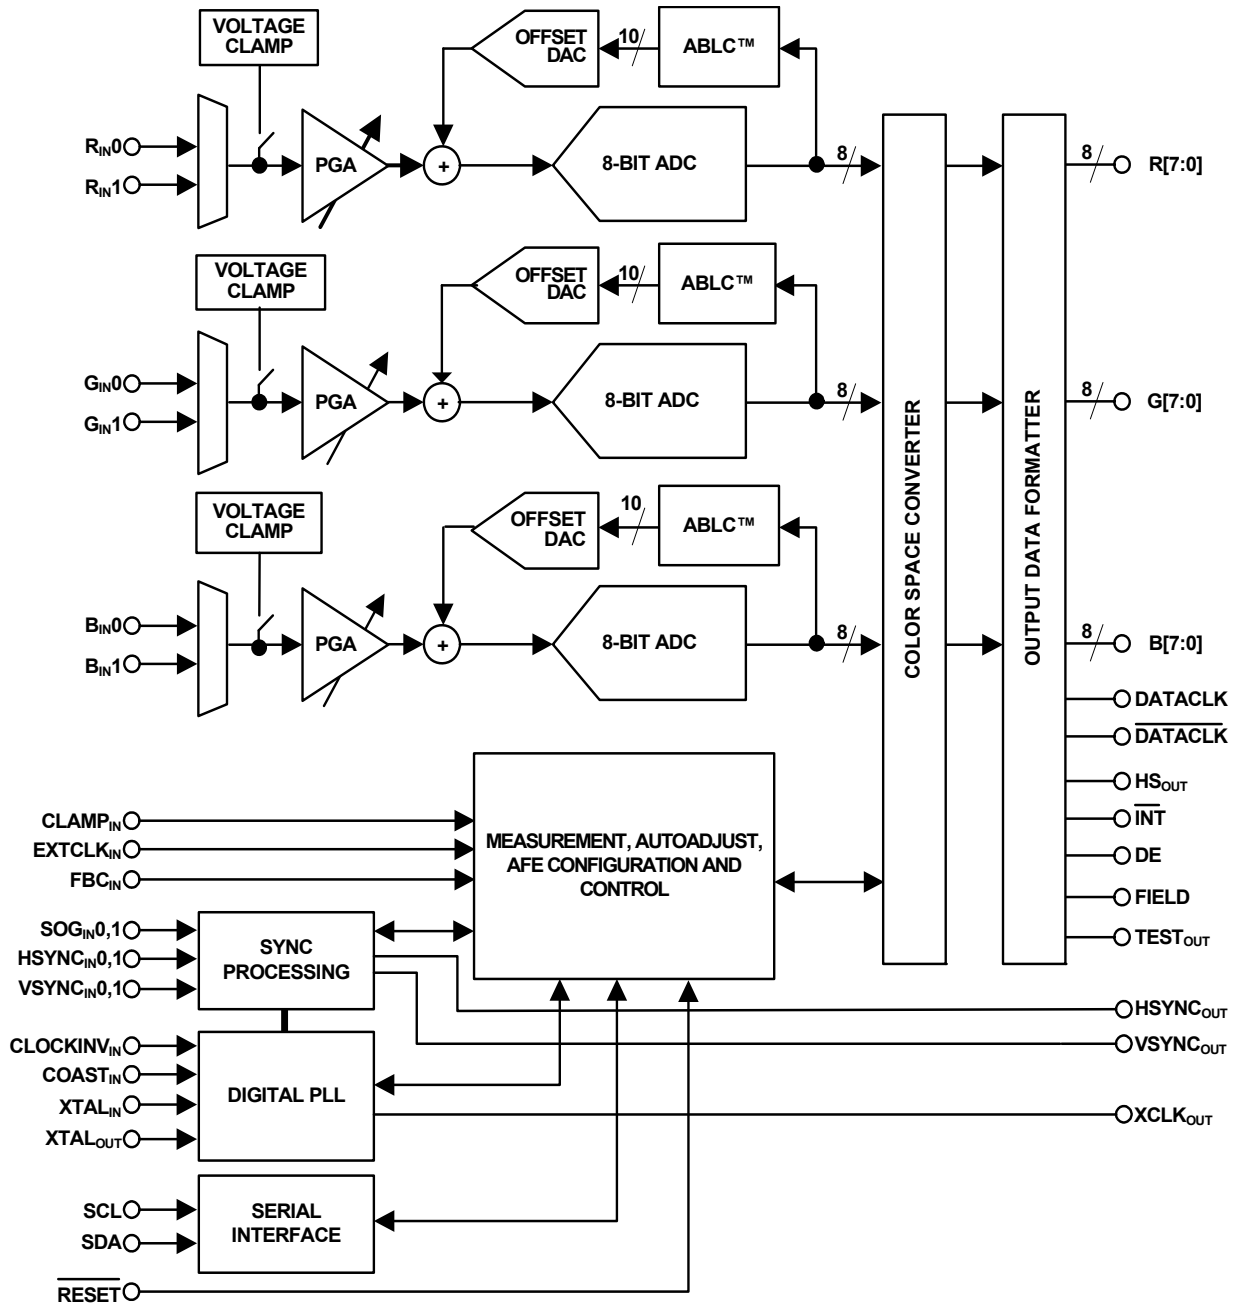 VOLTAGE
CLAMP
OFFSET
DAC
10
ABLC™
R_IN0
R_IN1
PGA
+
8-BIT ADC
8
8
R[7:0]
VOLTAGE
CLAMP
OFFSET
DAC
10
ABLC™
G_IN0
G_IN1
PGA
+
8-BIT ADC
8
8
G[7:0]
VOLTAGE
CLAMP
OFFSET
DAC
10
ABLC™
B_IN0
B_IN1
PGA
+
8-BIT ADC
8
8
B[7:0]
COLOR SPACE CONVERTER
OUTPUT DATA FORMATTER
DATACLK
DATACLK
HS_OUT
INT
DE
FIELD
TEST_OUT
CLAMP_IN
EXTCLK_IN
FBC_IN
MEASUREMENT, AUTOADJUST,
AFE CONFIGURATION AND
CONTROL
SOG_IN0,1
HSYNC_IN0,1
VSYNC_IN0,1
SYNC
PROCESSING
HSYNC_OUT
VSYNC_OUT
CLOCKINV_IN
COAST_IN
XTAL_IN
XTAL_OUT
DIGITAL PLL
XCLK_OUT
SCL
SDA
SERIAL
INTERFACE
RESET